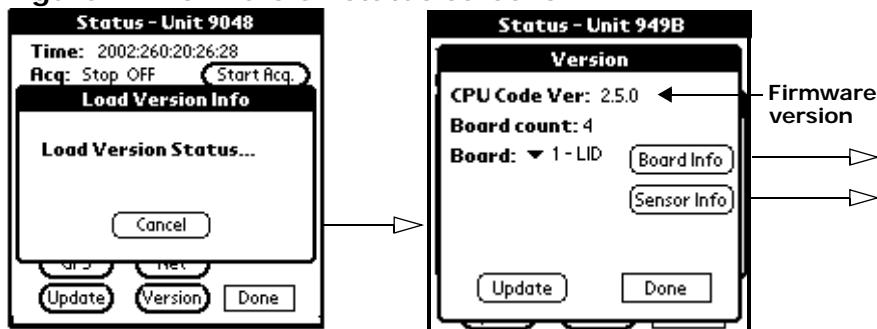 Status - Unit 9048
Time: 2002:260:20:26:28
Acq: Stop OFF Start Acq.
Load Version Info
Load Version Status...
Cancel
Update Version Done
Status - Unit 949B
Version
CPU Code Ver: 2.5.0
Board count: 4
Board: 1 - LID
Board Info
Sensor Info
Update Done
Firmware
version